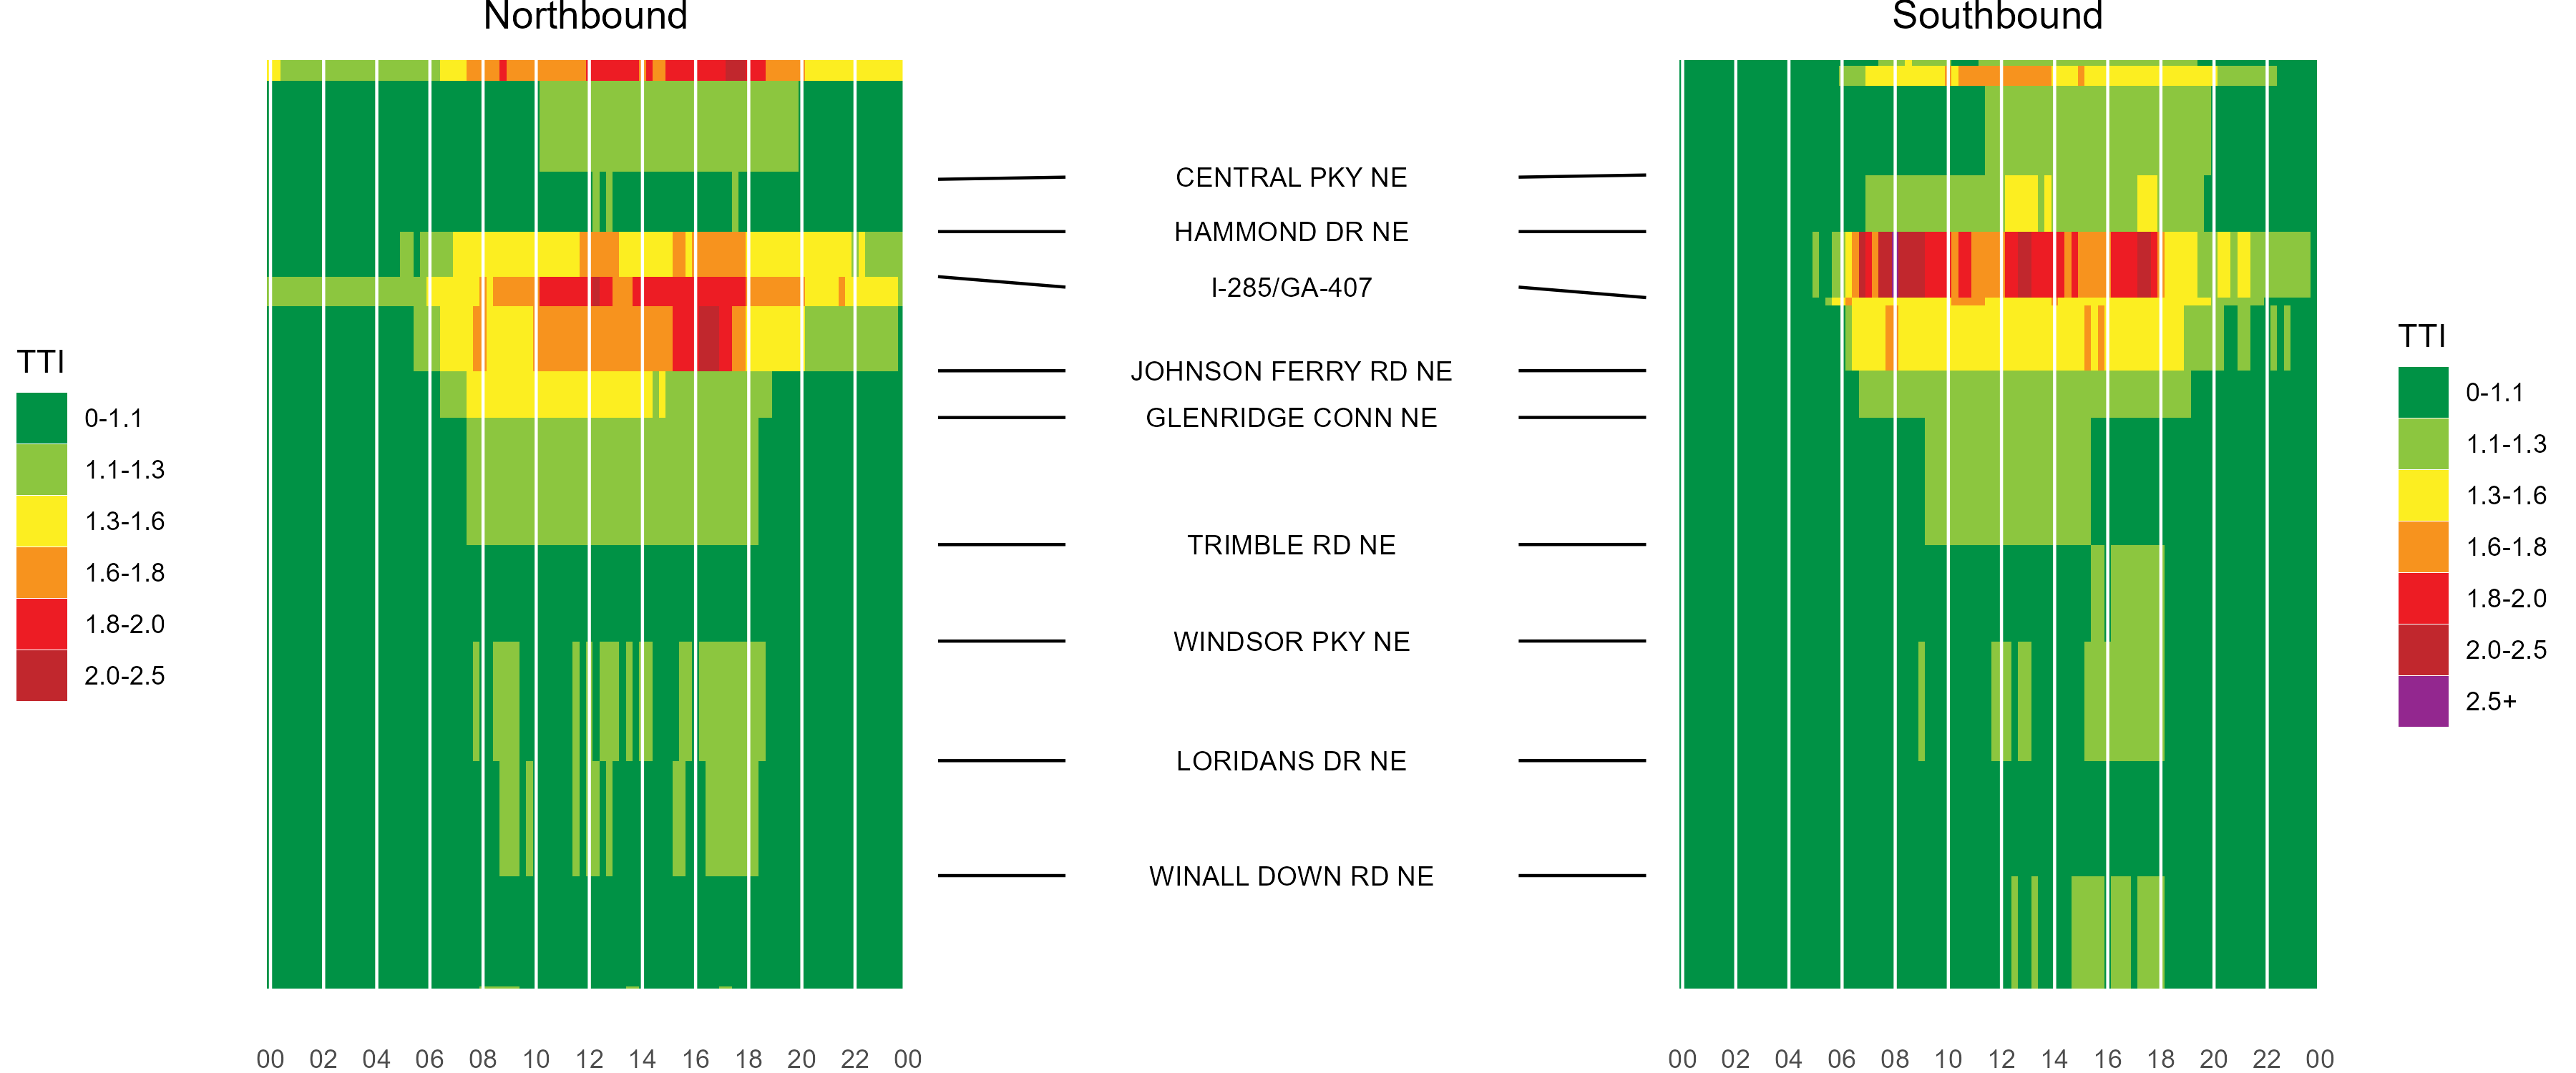 Northbound
Southbound
CENTRAL PKY NE
HAMMOND DR NE
I-285/GA-407
JOHNSON FERRY RD NE
GLENRIDGE CONN NE
TRIMBLE RD NE
WINDSOR PKY NE
LORIDANS DR NE
WINALL DOWN RD NE
TTI
0-1.1
1.1-1.3
1.3-1.6
1.6-1.8
1.8-2.0
2.0-2.5
TTI
0-1.1
1.1-1.3
1.3-1.6
1.6-1.8
1.8-2.0
2.0-2.5
2.5+
00 02 04 06 08 10 12 14 16 18 20 22 00
00 02 04 06 08 10 12 14 16 18 20 22 00